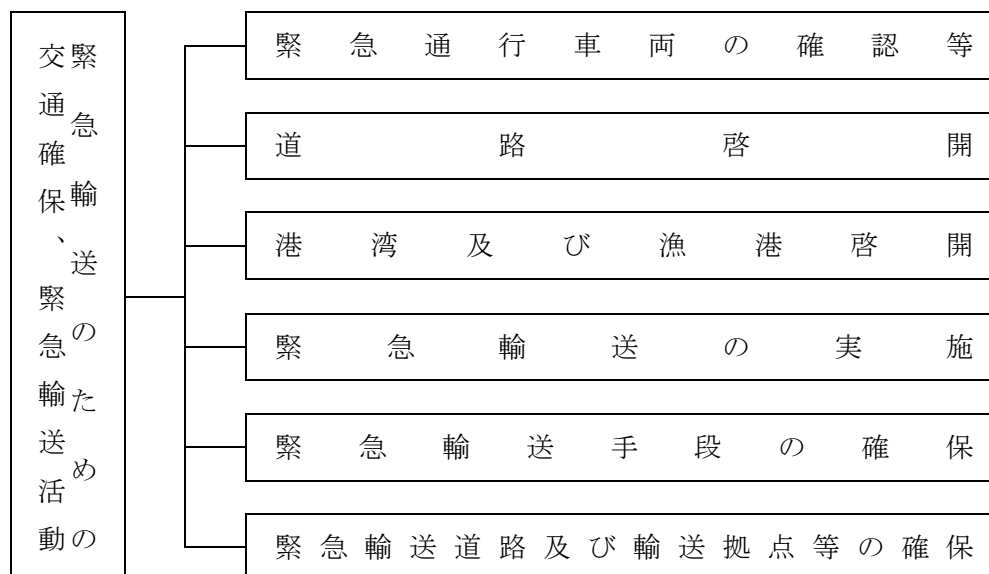 緊急輸送のための
交通確保、緊急輸送活動
緊急通行車両の確認等
道路啓開
港湾及び漁港啓開
緊急輸送の実施
緊急輸送手段の確保
緊急輸送道路及び輸送拠点等の確保